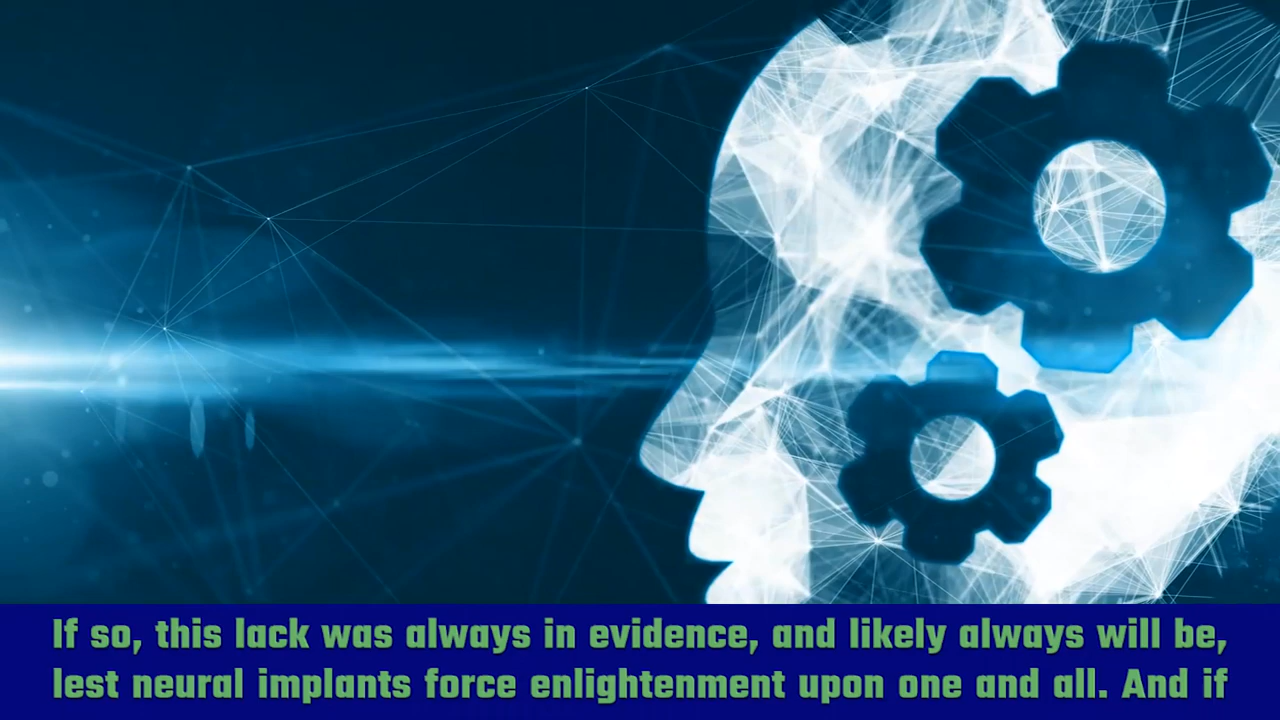 If so, this lack was always in evidence, and likely always will be,
lest neural implants force enlightenment upon one and all. And if